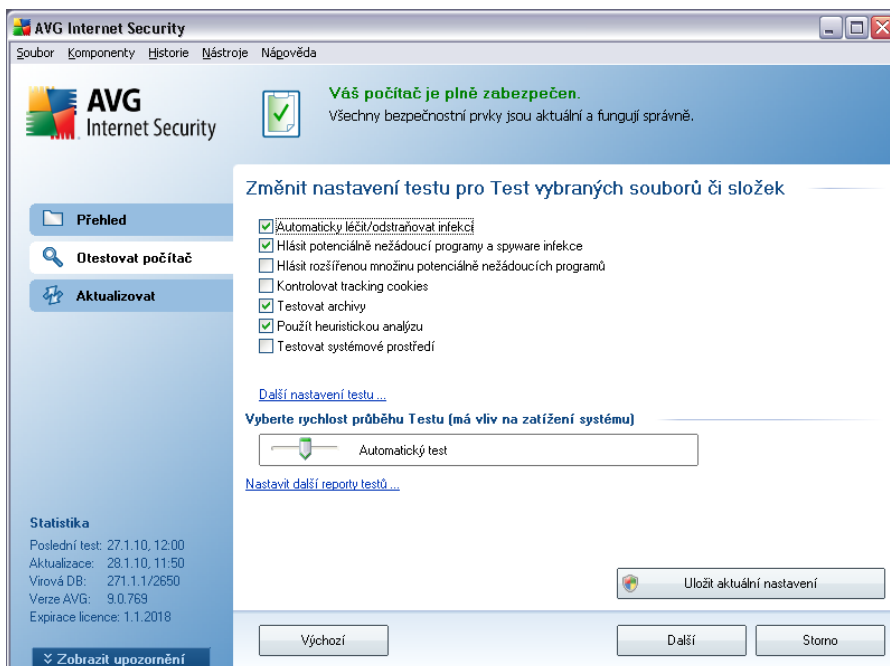 AVG Internet Security
Soubor Komponenty Historie Nástroje Nápověda
AVG
Internet Security
Váš počítač je plně zabezpečen.
Všechny bezpečnostní prvky jsou aktuální a fungují správně.
Změnit nastavení testu pro Test vybraných souborů či složek
Přehled
Otestovat počítač
Aktualizovat
Automaticky léčit/odstraňovat infekci
Hlásit potenciálně nežádoucí programy a spyware infekce
Hlásit rozšířenou množinu potenciálně nežádoucích programů
Kontrolovat tracking cookies
Testovat archivy
Použít heuristickou analýzu
Testovat systémové prostředí
Další nastavení testu ...
Vyberte rychlost průběhu Testu (má vliv na zatížení systému)
Automatický test
Nastavit další reporty testů ...
Statistika
Poslední test: 27.1.10, 12:00
Aktualizace: 28.1.10, 11:50
Virová DB: 271.1.1/2650
Verze AVG: 9.0.769
Expirace licence: 1.1.2018
Zobrazit upozornění
Uložit aktuální nastavení
Výchozí Další Storno